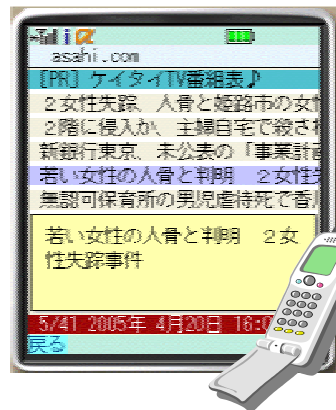 asahi.com
[PR] ケイタイTV番組表♪
2女性失踪、人骨と姫路市の女
2階に侵入か、主婦自宅で殺され
新銀行東京、未公表の「事業計画
若い女性の人骨と判明 2女性失
無認可保育所の男児虐待死で香川
若い女性の人骨と判明 2女
性失踪事件
5/41 2005年 4月20日 16:0
戻る